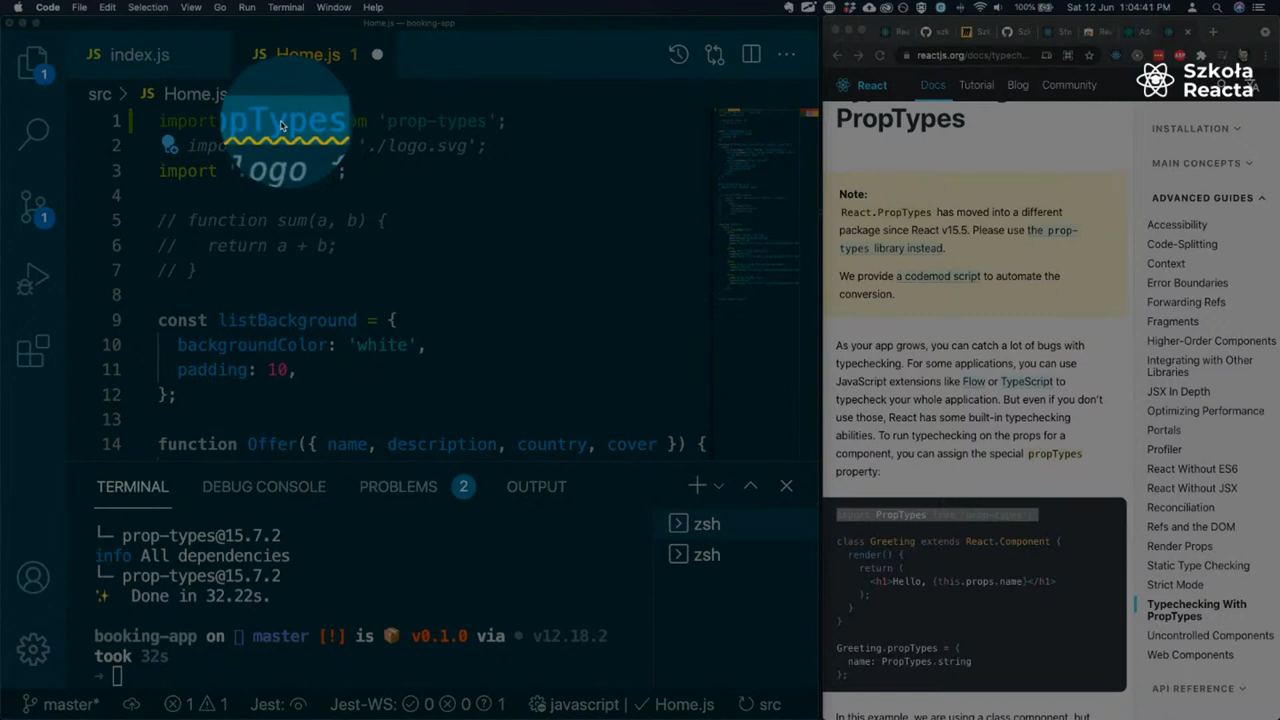 Code File Edit Selection View Go Run Terminal Window Help
100% Sat 12 Jun 1:04:41 PM
Home.js — booking-app
JS index.js
JS Home.js 1
src > JS Home.js
1 import pTypes m 'prop-types';
2 impo './logo.svg';
3 import logo ';
4
5 // function sum(a, b) {
6 // return a + b;
7 // }
8
9 const listBackground = {
10 backgroundColor: 'white',
11 padding: 10,
12 };
13
14 function Offer({ name, description, country, cover }) {
TERMINAL DEBUG CONSOLE PROBLEMS 2 OUTPUT
└─ prop-types@15.7.2
info All dependencies
└─ prop-types@15.7.2
✨ Done in 32.22s.
booking-app on master [!] is 📦 v0.1.0 via v12.18.2
took 32s
zsh
zsh
master* 1 1 Jest: Jest-WS: 0 0 1 javascript | Home.js src
reactjs.org/docs/typech...
React Docs Tutorial Blog Community
Szkoła
Reacta
PropTypes
Note:
React.PropTypes has moved into a different
package since React v15.5. Please use the prop-
types library instead.
We provide a codemod script to automate the
conversion.
As your app grows, you can catch a lot of bugs with
typechecking. For some applications, you can use
JavaScript extensions like Flow or TypeScript to
typecheck your whole application. But even if you don't
use those, React has some built-in typechecking
abilities. To run typechecking on the props for a
component, you can assign the special propTypes
property:
import PropTypes from 'prop-types';
class Greeting extends React.Component {
render() {
return (
<h1>Hello, {this.props.name}</h1>
);
}
}
Greeting.propTypes = {
name: PropTypes.string
};
In this example, we are using a class component, but
INSTALLATION
MAIN CONCEPTS
ADVANCED GUIDES
Accessibility
Code-Splitting
Context
Error Boundaries
Forwarding Refs
Fragments
Higher-Order Components
Integrating with Other
Libraries
JSX In Depth
Optimizing Performance
Portals
Profiler
React Without ES6
React Without JSX
Reconciliation
Refs and the DOM
Render Props
Static Type Checking
Strict Mode
Typechecking With
PropTypes
Uncontrolled Components
Web Components
API REFERENCE